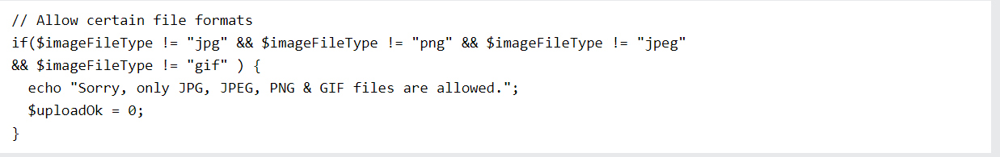 // Allow certain file formats
if($imageFileType != "jpg" && $imageFileType != "png" && $imageFileType != "jpeg"
&& $imageFileType != "gif" ) {
  echo "Sorry, only JPG, JPEG, PNG & GIF files are allowed.";
  $uploadOk = 0;
}